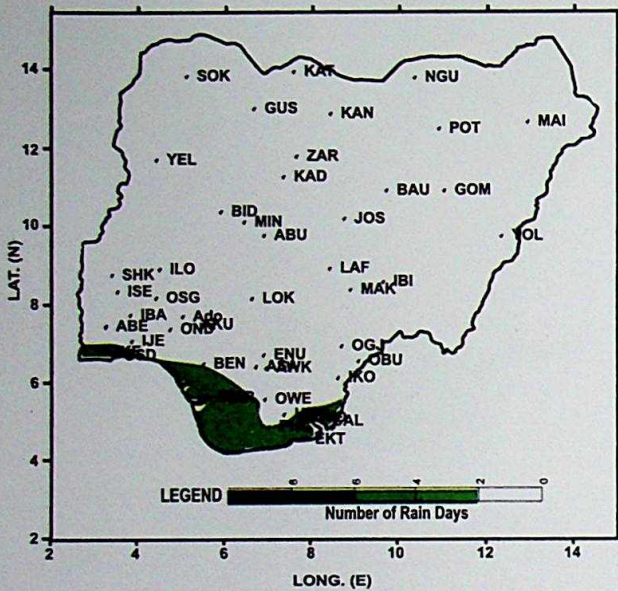 14
SOK
KAT
NGU
GUS
KAN
POT
MAI
12
YEL
ZAR
KAD
BAU
GOM
BID
MIN
JOS
10
ABU
YOL
LAT. (N)
SHK
ILO
LAF
IBI
ISE
OSG
LOK
MAK
8
IBA
Ado
ABE
OND
IJE
OGJ
ENU
OBU
BEN
AWK
IKO
6
OWE
CAL
EKT
4
LEGEND
8
6
4
2
0
Number of Rain Days
2
2
4
6
8
10
12
14
LONG. (E)